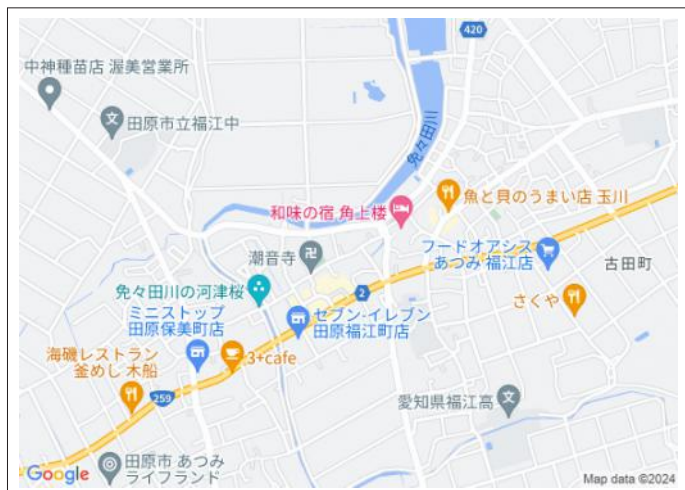 420
中神種苗店 渥美営業所
田原市立福江中
免々田川
魚と貝のうまい店 玉川
和味の宿 角上楼
フードオアシス
あつみ 福江店
古田町
潮音寺
免々田川の河津桜
2
さくや
ミニストップ
田原保美町店
セブン-イレブン
田原福江町店
海磯レストラン
釜めし 木船
3+cafe
259
愛知県福江高
田原市 あつみ
ライフランド
Google
Map data ©2024